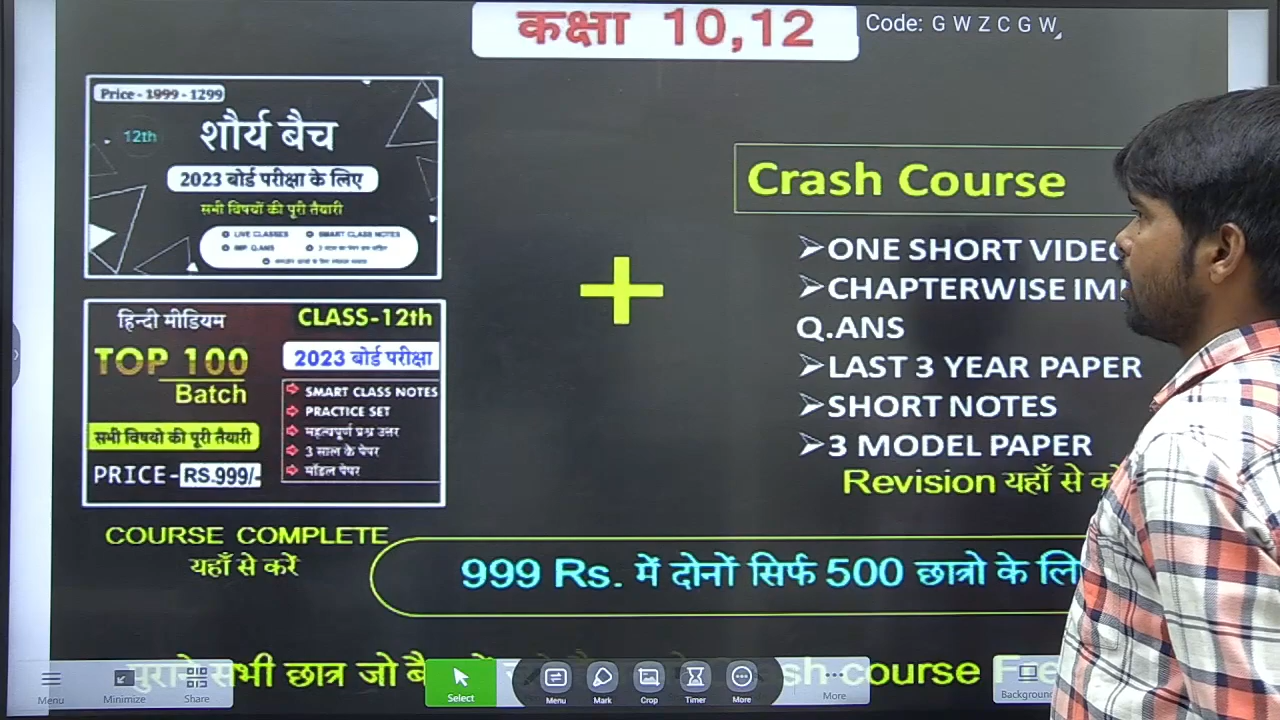 कक्षा 10,12
Code: G W Z C G W
Price - 1999 - 1299
12th
शौर्य बैच
2023 बोर्ड परीक्षा के लिए
सभी विषयों की पूरी तैयारी
LIVE CLASSES
SMART CLASS NOTES
IMP Q.ANS
हिन्दी मीडियम
CLASS-12th
TOP 100
Batch
2023 बोर्ड परीक्षा
सभी विषयो की पूरी तैयारी
PRICE-RS.999/-
SMART CLASS NOTES
PRACTICE SET
महत्वपूर्ण प्रश्न उत्तर
3 साल के पेपर
मॉडल पेपर
COURSE COMPLETE
यहाँ से करें
+
Crash Course
➢ONE SHORT VIDEO
➢CHAPTERWISE
Q.ANS
➢LAST 3 YEAR PAPER
➢SHORT NOTES
➢3 MODEL PAPER
Revision यहाँ से
999 Rs. में दोनों सिर्फ 500 छात्रो के
पुराने सभी छात्र जो course
Menu
Minimize
Share
Select
Menu
Mark
Crop
Timer
More
More
Background